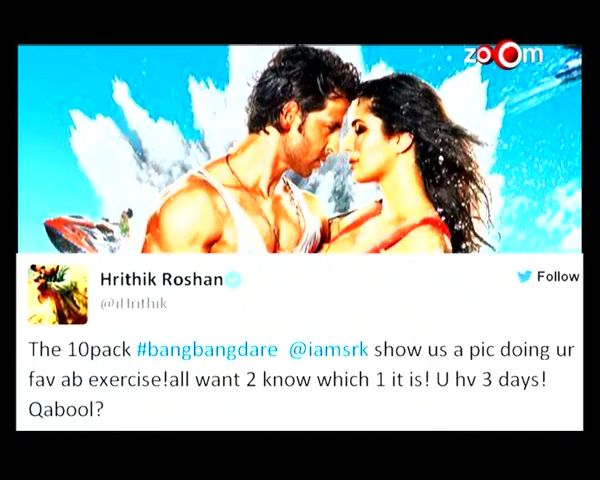 zoom
Hrithik Roshan
Follow
@iHrithik
The 10pack #bangbangdare @iamsrk show us a pic doing ur
fav ab exercise!all want 2 know which 1 it is! U hv 3 days!
Qabool?